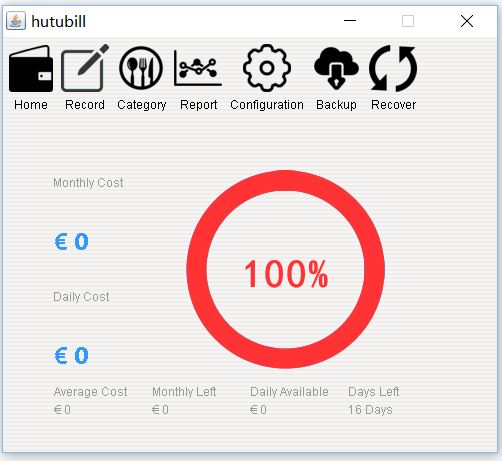 hutubill
Home Record Category Report Configuration Backup Recover
Monthly Cost
€ 0
100%
Daily Cost
€ 0
Average Cost Monthly Left Daily Available Days Left
€ 0 € 0 € 0 16 Days